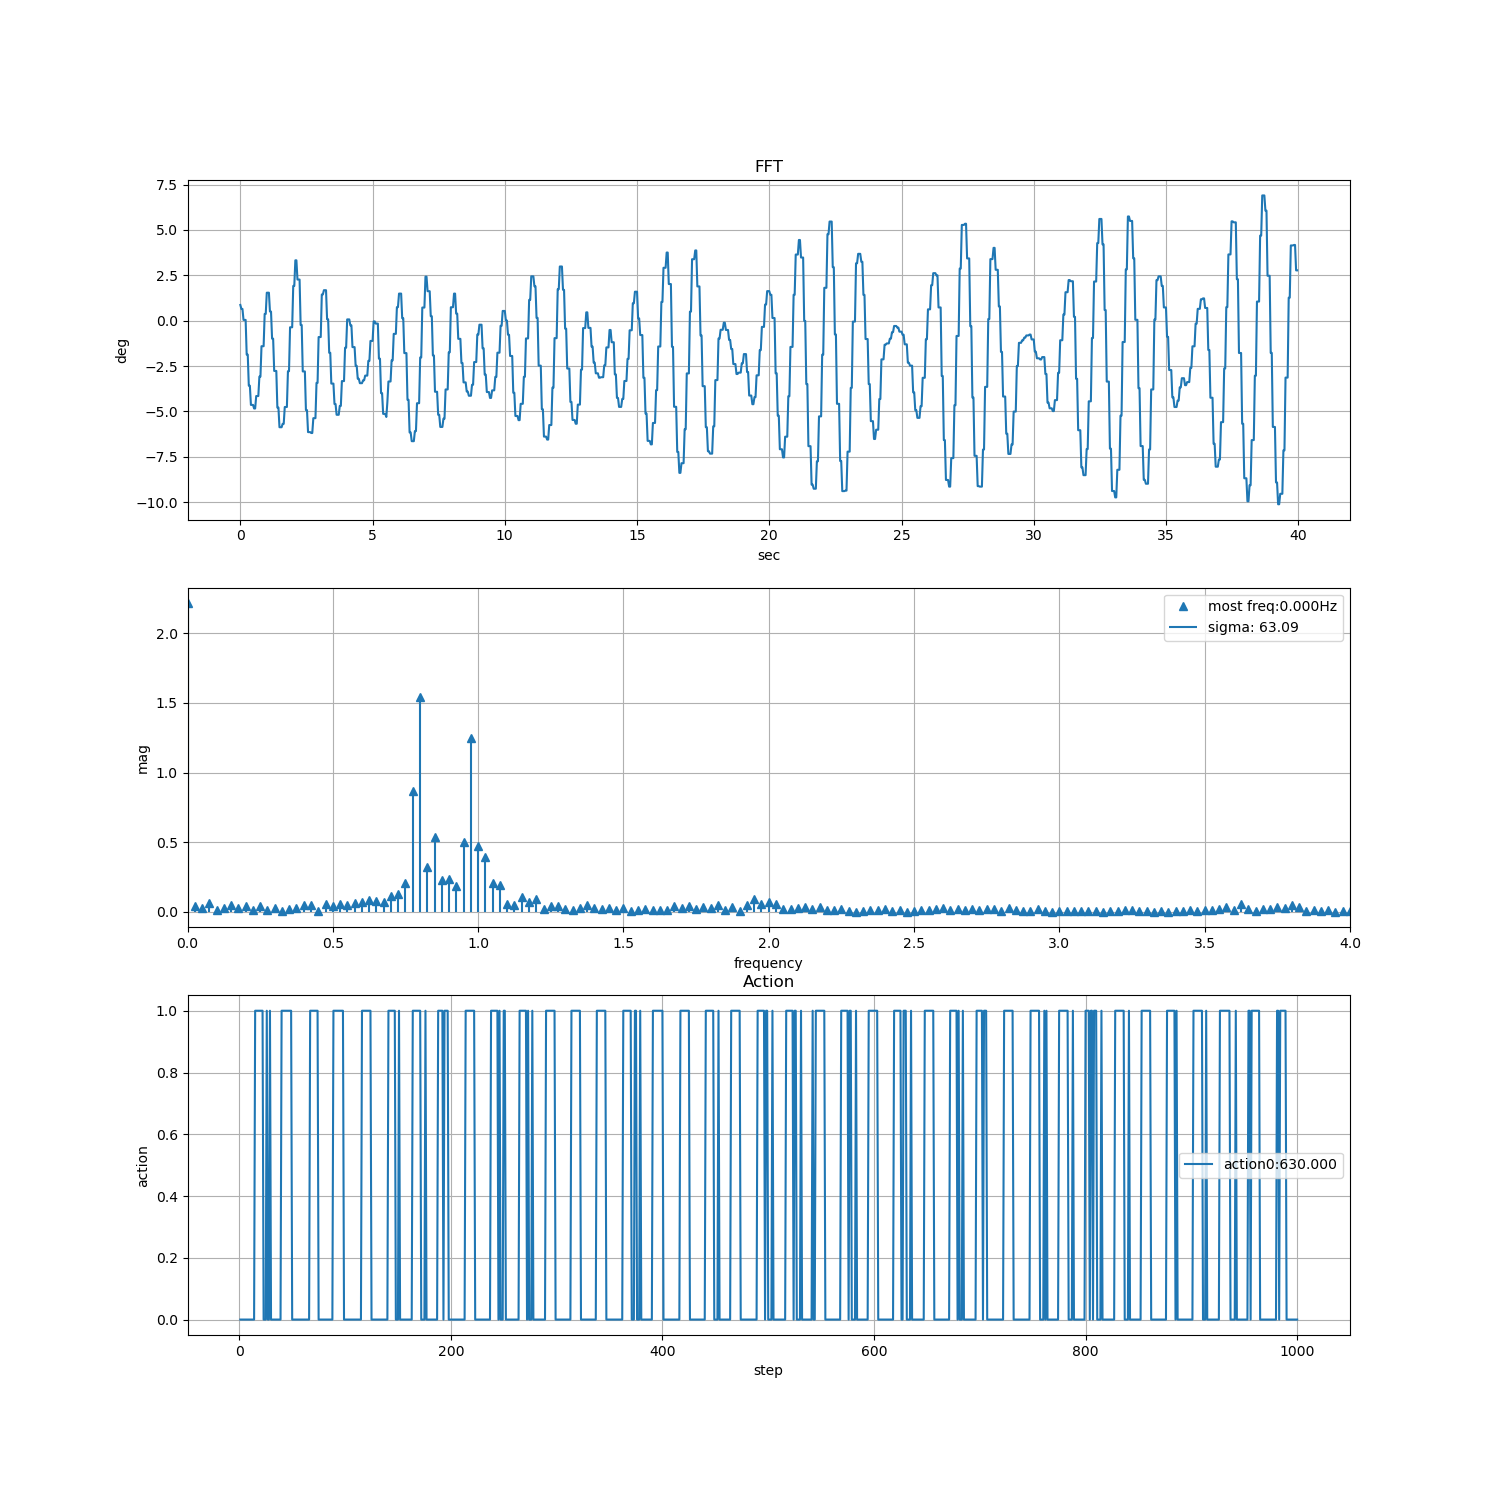 FFT
7.5
5.0
2.5
0.0
−2.5
−5.0
−7.5
−10.0
deg
0 5 10 15 20 25 30 35 40
sec
most freq:0.000Hz
sigma: 63.09
2.0
1.5
1.0
0.5
0.0
mag
0.0 0.5 1.0 1.5 2.0 2.5 3.0 3.5 4.0
frequency
Action
1.0
0.8
0.6
0.4
0.2
0.0
action
action0:630.000
0 200 400 600 800 1000
step